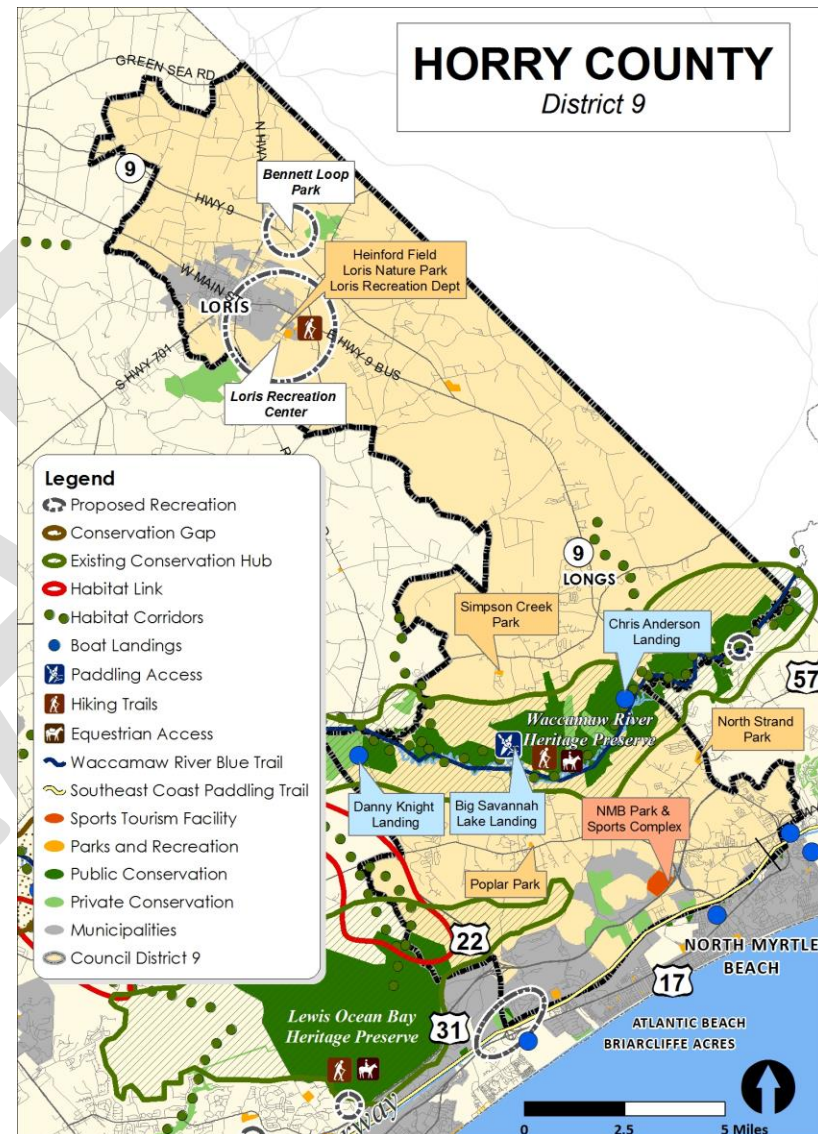 HORRY COUNTY
District 9
GREEN SEA RD
N HWY
9
Bennett Loop
Park
HWY 9
Heinford Field
Loris Nature Park
Loris Recreation Dept
W MAIN ST
LORIS
E HWY 9 BUS
S HWY 701
Loris Recreation
Center
Legend
Proposed Recreation
Conservation Gap
Existing Conservation Hub
Habitat Link
Habitat Corridors
Boat Landings
Paddling Access
Hiking Trails
Equestrian Access
Waccamaw River Blue Trail
Southeast Coast Paddling Trail
Sports Tourism Facility
Parks and Recreation
Public Conservation
Private Conservation
Municipalities
Council District 9
9
LONGS
Simpson Creek
Park
Chris Anderson
Landing
57
Waccamaw River
Heritage Preserve
North Strand
Park
Danny Knight
Landing
Big Savannah
Lake Landing
NMB Park &
Sports Complex
Poplar Park
22
NORTH MYRTLE
BEACH
17
Lewis Ocean Bay
Heritage Preserve
31
ATLANTIC BEACH
BRIARCLIFFE ACRES
0 2.5 5 Miles